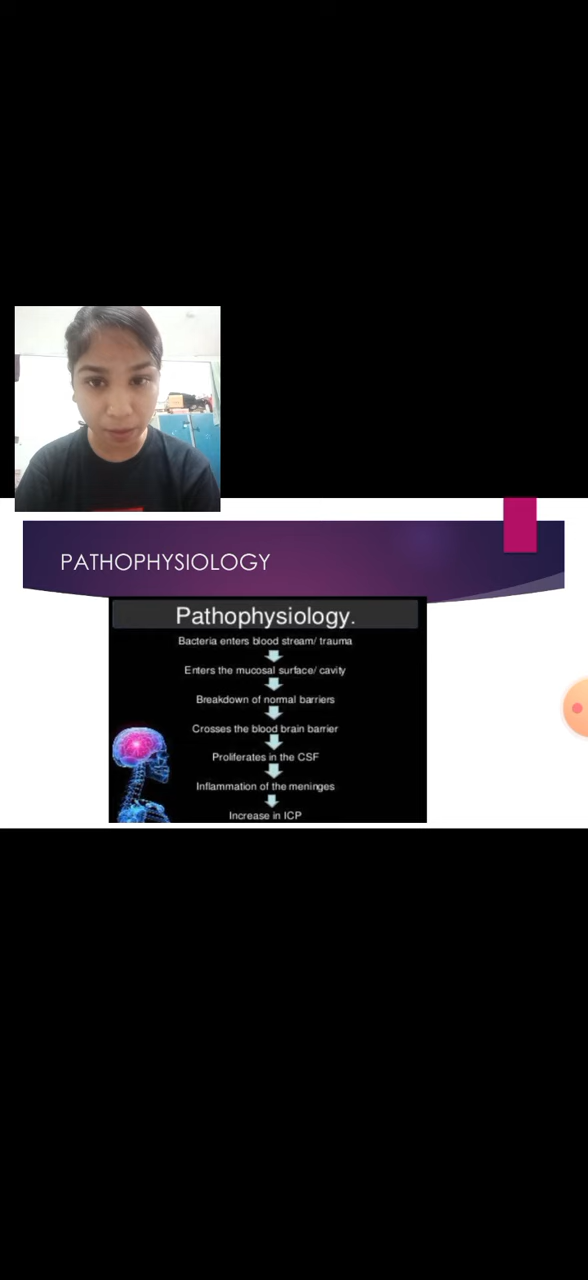 PATHOPHYSIOLOGY
Pathophysiology.
Bacteria enters blood stream/ trauma
Enters the mucosal surface/ cavity
Breakdown of normal barriers
Crosses the blood brain barrier
Proliferates in the CSF
Inflammation of the meninges
Increase in ICP